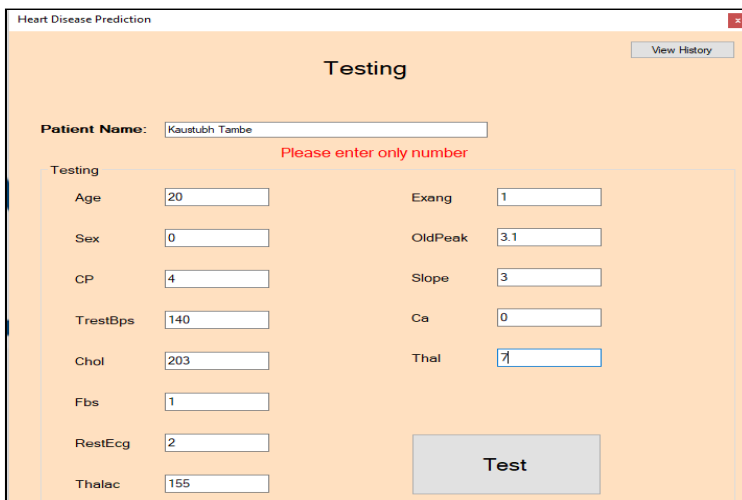 Heart Disease Prediction
View History
Testing
Patient Name: Kaustubh Tambe
Please enter only number
Testing
Age 20 Exang 1
Sex 0 OldPeak 3.1
CP 4 Slope 3
TrestBps 140 Ca 0
Chol 203 Thal 7
Fbs 1
RestEcg 2
Test
Thalac 155